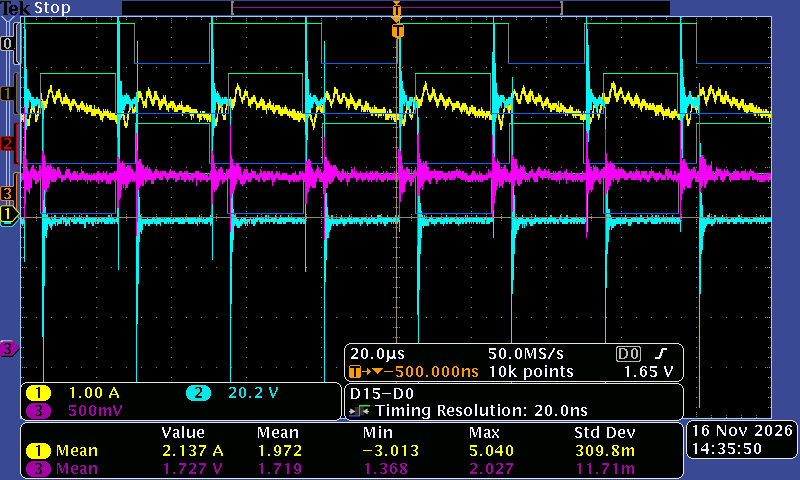 Tek Stop
T
T
0
1
2
3
1
3
20.0µs 50.0MS/s D0
T→▼−500.000ns 10k points 1.65 V
1 1.00 A 2 20.2 V
3 500mV
D15-D0
Timing Resolution: 20.0ns
Value Mean Min Max Std Dev
1 Mean 2.137 A 1.972 −3.013 5.040 309.8m
3 Mean 1.727 V 1.719 1.368 2.027 11.71m
16 Nov 2026
14:35:50